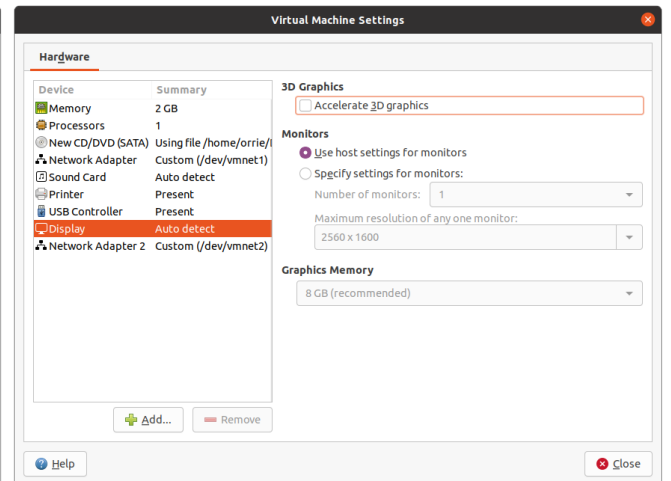 Virtual Machine Settings
Hardware
Device Summary
Memory 2 GB
Processors 1
New CD/DVD (SATA) Using file /home/orrie/
Network Adapter Custom (/dev/vmnet1)
Sound Card Auto detect
Printer Present
USB Controller Present
Display Auto detect
Network Adapter 2 Custom (/dev/vmnet2)
Add...
Remove
3D Graphics
Accelerate 3D graphics
Monitors
Use host settings for monitors
Specify settings for monitors:
Number of monitors: 1
Maximum resolution of any one monitor:
2560 x 1600
Graphics Memory
8 GB (recommended)
Help
Close